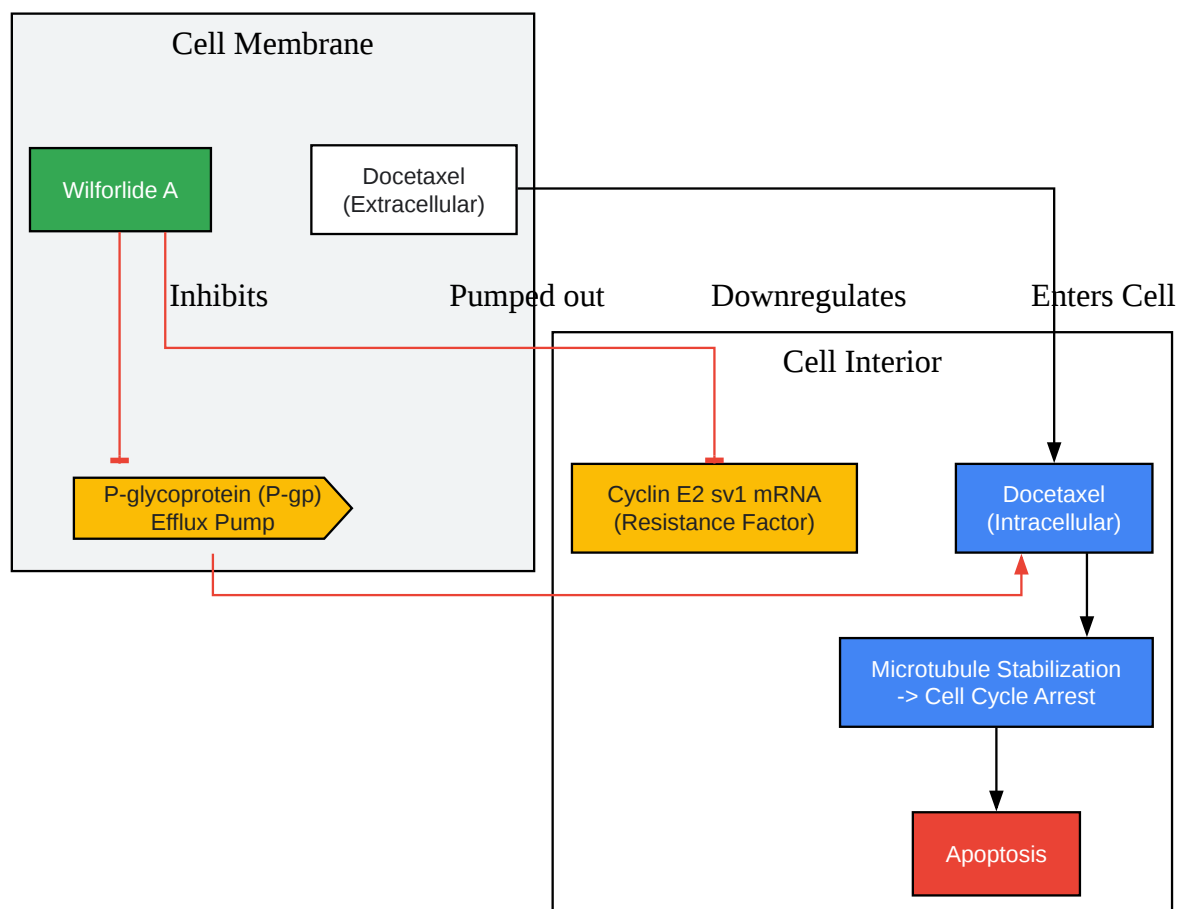 Cell Membrane
Wilforlide A
Docetaxel
(Extracellular)
Inhibits
Pumped out
Downregulates
Enters Cell
Cell Interior
P-glycoprotein (P-gp)
Efflux Pump
Cyclin E2 sv1 mRNA
(Resistance Factor)
Docetaxel
(Intracellular)
Microtubule Stabilization
-> Cell Cycle Arrest
Apoptosis